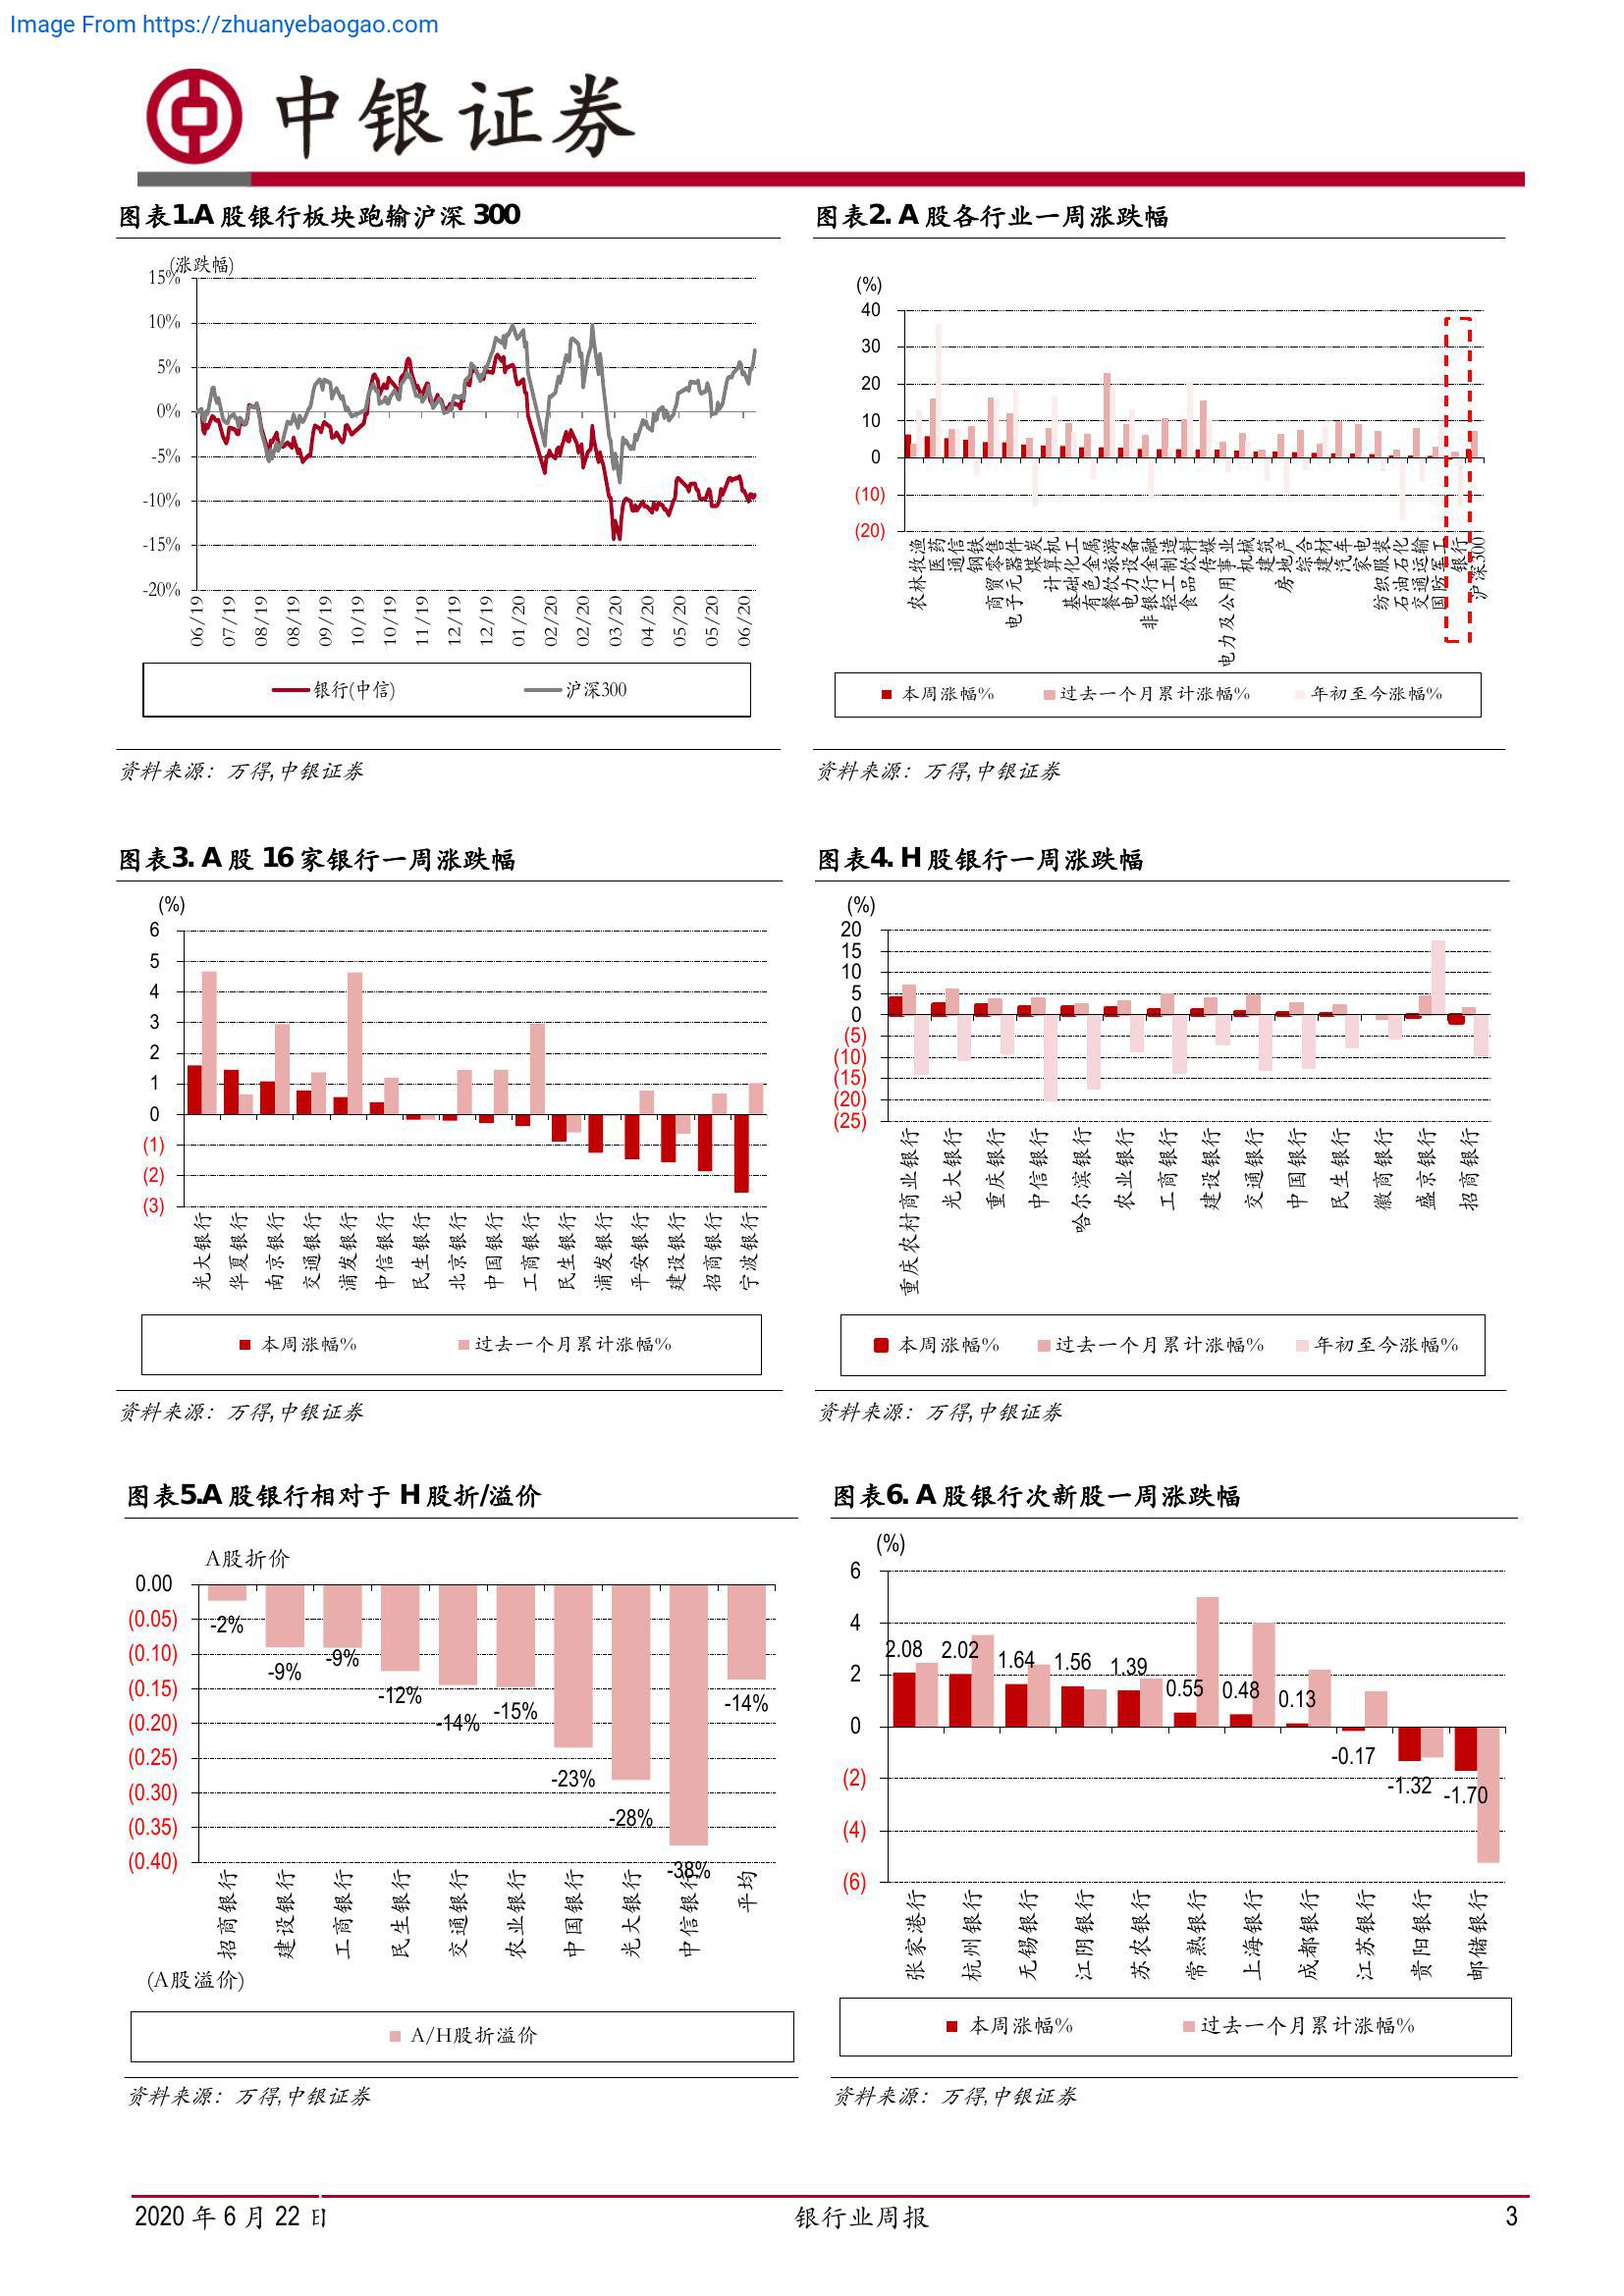 Image From https://zhuanyebaogao.com
中银证券
图表1.A 股银行板块跑输沪深 300
(涨跌幅)
15%
10%
5%
0%
-5%
-10%
-15%
-20%
06/19
07/19
08/19
08/19
09/19
10/19
10/19
11/19
12/19
12/19
01/20
02/20
02/20
03/20
04/20
05/20
05/20
06/20
银行(中信)
沪深300
资料来源：万得,中银证券
图表2. A 股各行业一周涨跌幅
(%)
40
30
20
10
0
(10)
(20)
农林牧渔
医药
通信
钢铁
商贸零售
电子元器件
煤炭
计算机
基础化工
有色金属
餐饮旅游
电力设备
非银行金融
轻工制造
食品饮料
传媒
电力及公用事业
机械
建筑
房地产
综合
建材
汽车
家电
纺织服装
石油石化
交通运输
国防军工
银行
沪深300
本周涨幅%
过去一个月累计涨幅%
年初至今涨幅%
资料来源：万得,中银证券
图表3. A 股 16 家银行一周涨跌幅
(%)
6
5
4
3
2
1
0
(1)
(2)
(3)
光大银行
华夏银行
南京银行
交通银行
浦发银行
中信银行
民生银行
北京银行
中国银行
工商银行
民生银行
浦发银行
平安银行
建设银行
招商银行
宁波银行
本周涨幅%
过去一个月累计涨幅%
资料来源：万得,中银证券
图表4. H 股银行一周涨跌幅
(%)
20
15
10
5
0
(5)
(10)
(15)
(20)
(25)
重庆农村商业银行
光大银行
重庆银行
中信银行
哈尔滨银行
农业银行
工商银行
建设银行
交通银行
中国银行
民生银行
徽商银行
盛京银行
招商银行
本周涨幅%
过去一个月累计涨幅%
年初至今涨幅%
资料来源：万得,中银证券
图表5.A 股银行相对于 H 股折/溢价
A股折价
0.00
(0.05)
(0.10)
(0.15)
(0.20)
(0.25)
(0.30)
(0.35)
(0.40)
-2%
-9%
-9%
-12%
-14%
-15%
-23%
-28%
-38%
-14%
招商银行
建设银行
工商银行
民生银行
交通银行
农业银行
中国银行
光大银行
中信银行
平均
(A股溢价)
A/H股折溢价
资料来源：万得,中银证券
图表6. A 股银行次新股一周涨跌幅
(%)
6
4
2
0
(2)
(4)
(6)
2.08
2.02
1.64
1.56
1.39
0.55
0.48
0.13
-0.17
-1.32
-1.70
张家港行
杭州银行
无锡银行
江阴银行
苏农银行
常熟银行
上海银行
成都银行
江苏银行
贵阳银行
邮储银行
本周涨幅%
过去一个月累计涨幅%
资料来源：万得,中银证券
2020 年 6 月 22 日
银行业周报
3